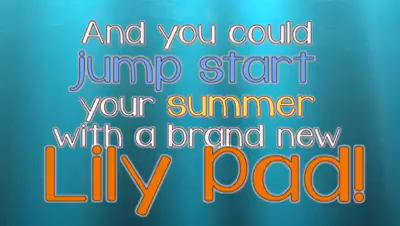 And you could
jump start
your summer
with a brand new
Lily Pad!